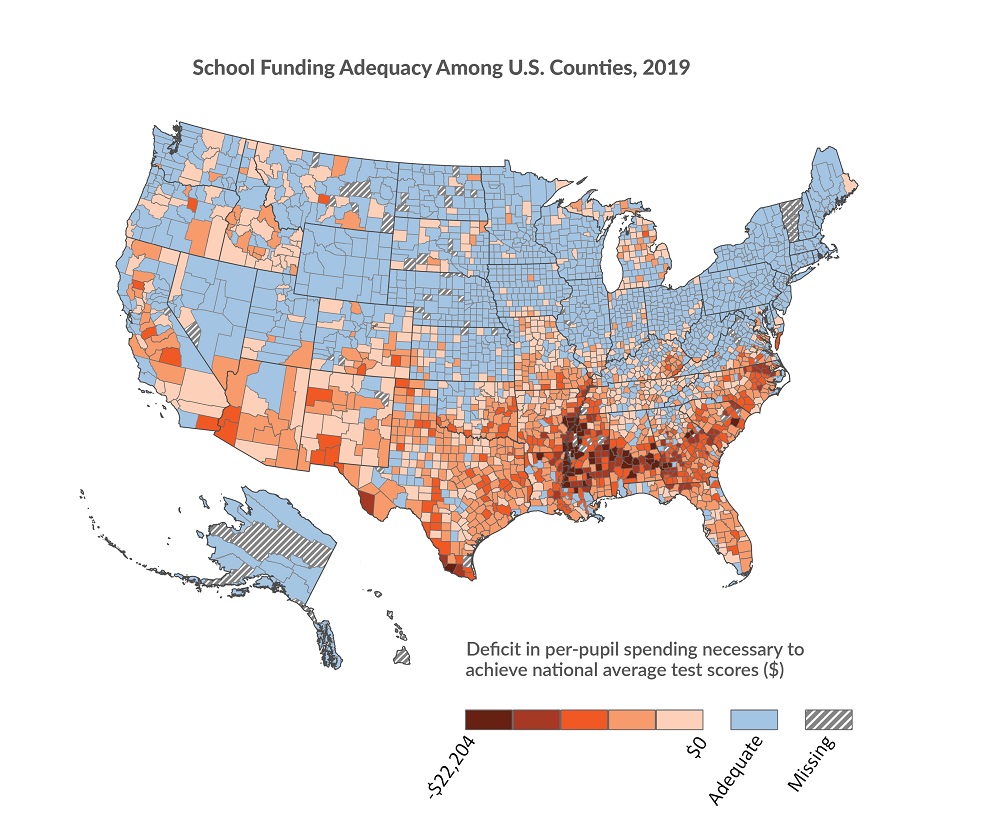 School Funding Adequacy Among U.S. Counties, 2019
Deficit in per-pupil spending necessary to
achieve national average test scores ($)
-$22,204
$0
Adequate
Missing